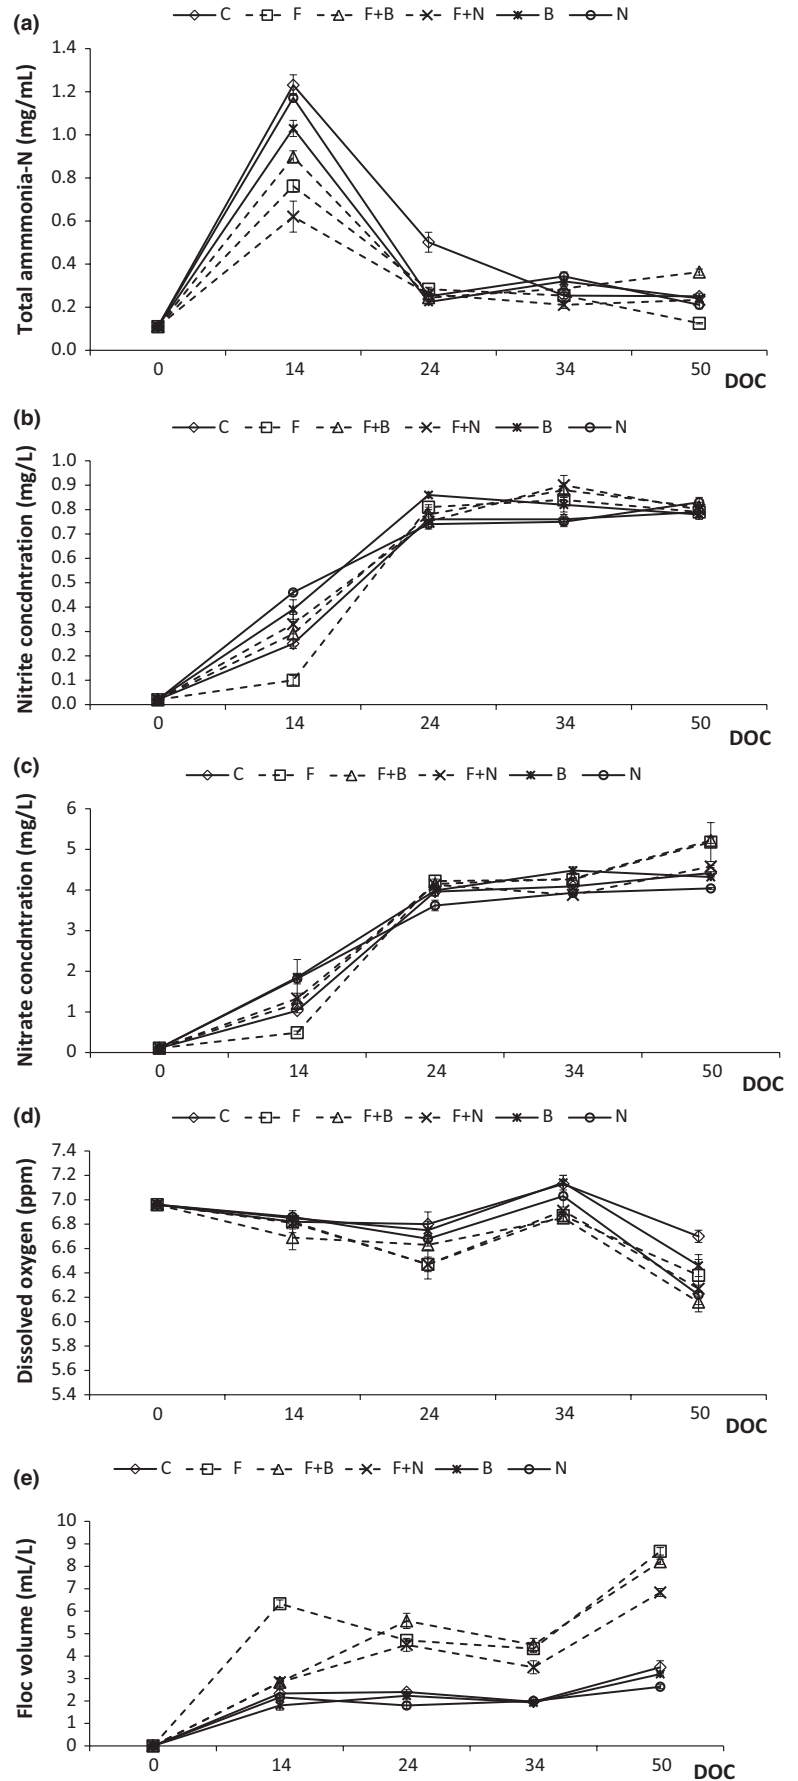 (a)
C F F+B F+N B N
Total ammmonia-N (mg/mL)
1.4
1.2
1.0
0.8
0.6
0.4
0.2
0.0
0 14 24 34 50
DOC
(b)
C F F+B F+N B N
Nitrite concdntration (mg/L)
1.0
0.9
0.8
0.7
0.6
0.5
0.4
0.3
0.2
0.1
0.0
0 14 24 34 50
DOC
(c)
C F F+B F+N B N
Nitrate concdntration (mg/L)
6
5
4
3
2
1
0
0 14 24 34 50
DOC
(d)
C F F+B F+N B N
Dissolved oxygen (ppm)
7.4
7.2
7.0
6.8
6.6
6.4
6.2
6.0
5.8
5.6
5.4
0 14 24 34 50
DOC
(e)
C F F+B F+N B N
Floc volume (mL/L)
10
9
8
7
6
5
4
3
2
1
0
0 14 24 34 50
DOC